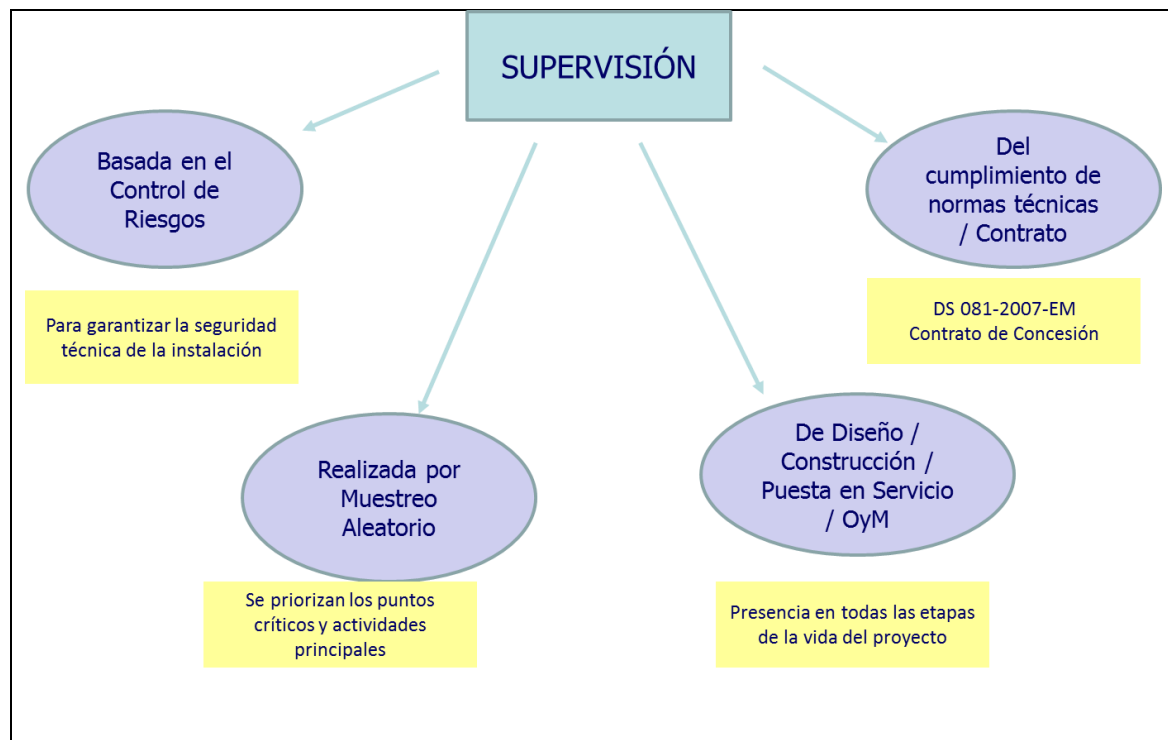 SUPERVISIÓN
Basada en el
Control de
Riesgos
Para garantizar la seguridad
técnica de la instalación
Realizada por
Muestreo
Aleatorio
Se priorizan los puntos
críticos y actividades
principales
De Diseño /
Construcción /
Puesta en Servicio
/ OyM
Presencia en todas las etapas
de la vida del proyecto
Del
cumplimiento de
normas técnicas
/ Contrato
DS 081-2007-EM
Contrato de Concesión